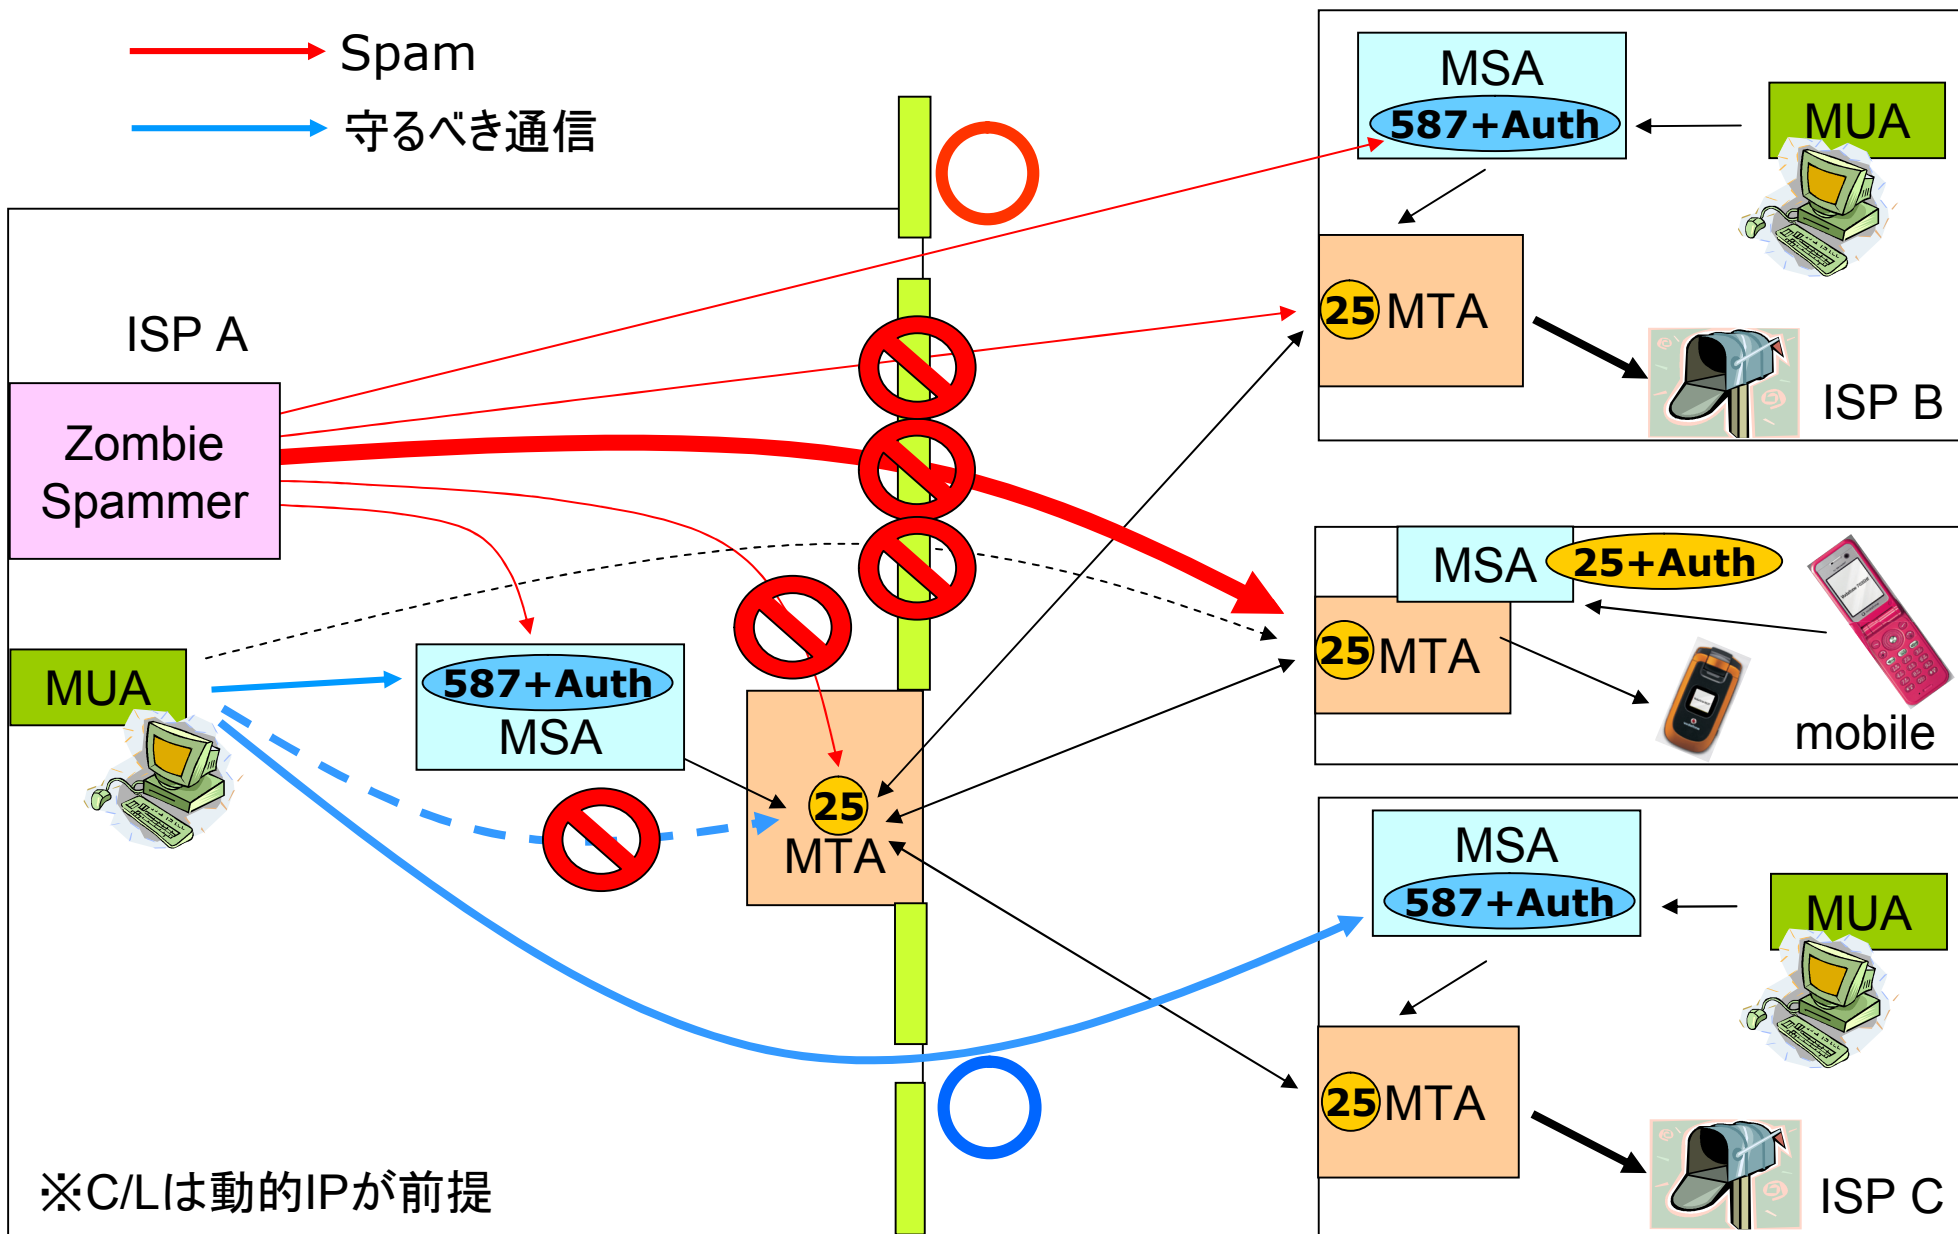 Spam
守るべき通信
ISP A
Zombie
Spammer
MUA
587+Auth
MSA
25
MTA
※C/Lは動的IPが前提
MSA
587+Auth
MUA
25 MTA
ISP B
MSA 25+Auth
25 MTA
mobile
MSA
587+Auth
MUA
25 MTA
ISP C